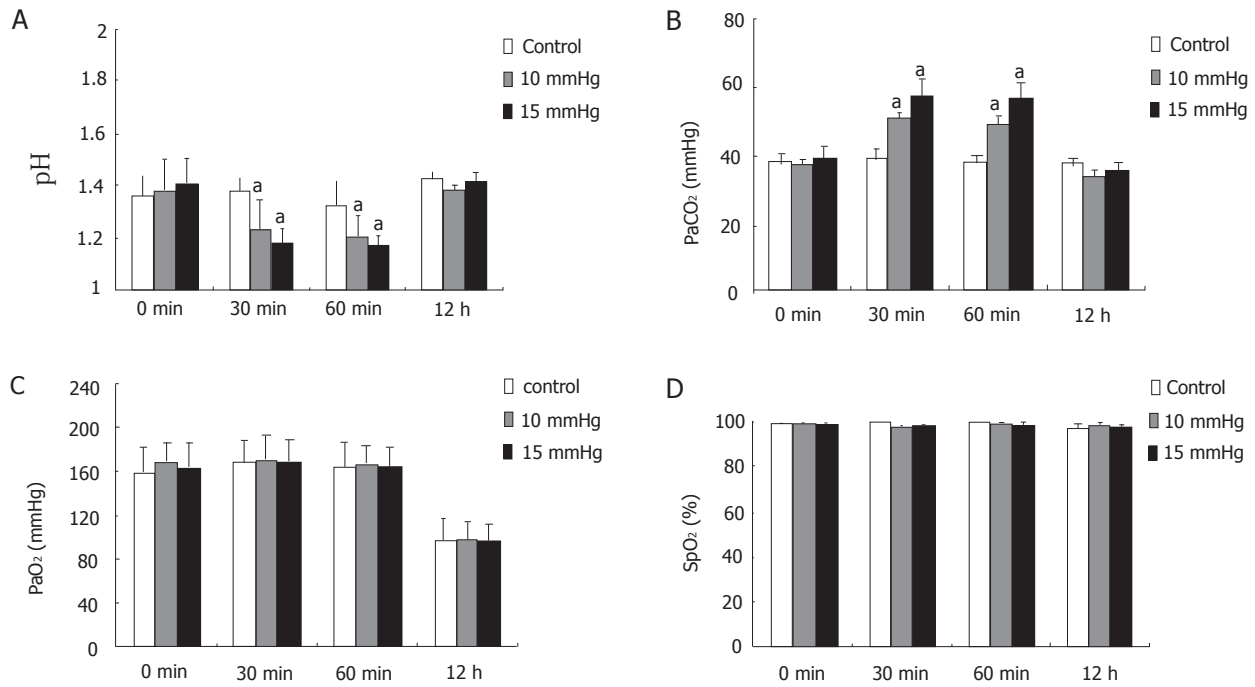 A
2
1.8
1.6
1.4
1.2
1
pH
Control
10 mmHg
15 mmHg
a
a
a
a
0 min 30 min 60 min 12 h
B
80
60
40
20
0
PaCO2 (mmHg)
Control
10 mmHg
15 mmHg
a
a
a
a
0 min 30 min 60 min 12 h
C
240
200
160
120
80
40
0
PaO2 (mmHg)
control
10 mmHg
15 mmHg
0 min 30 min 60 min 12 h
D
100
80
60
40
20
0
SpO2 (%)
Control
10 mmHg
15 mmHg
0 min 30 min 60 min 12 h